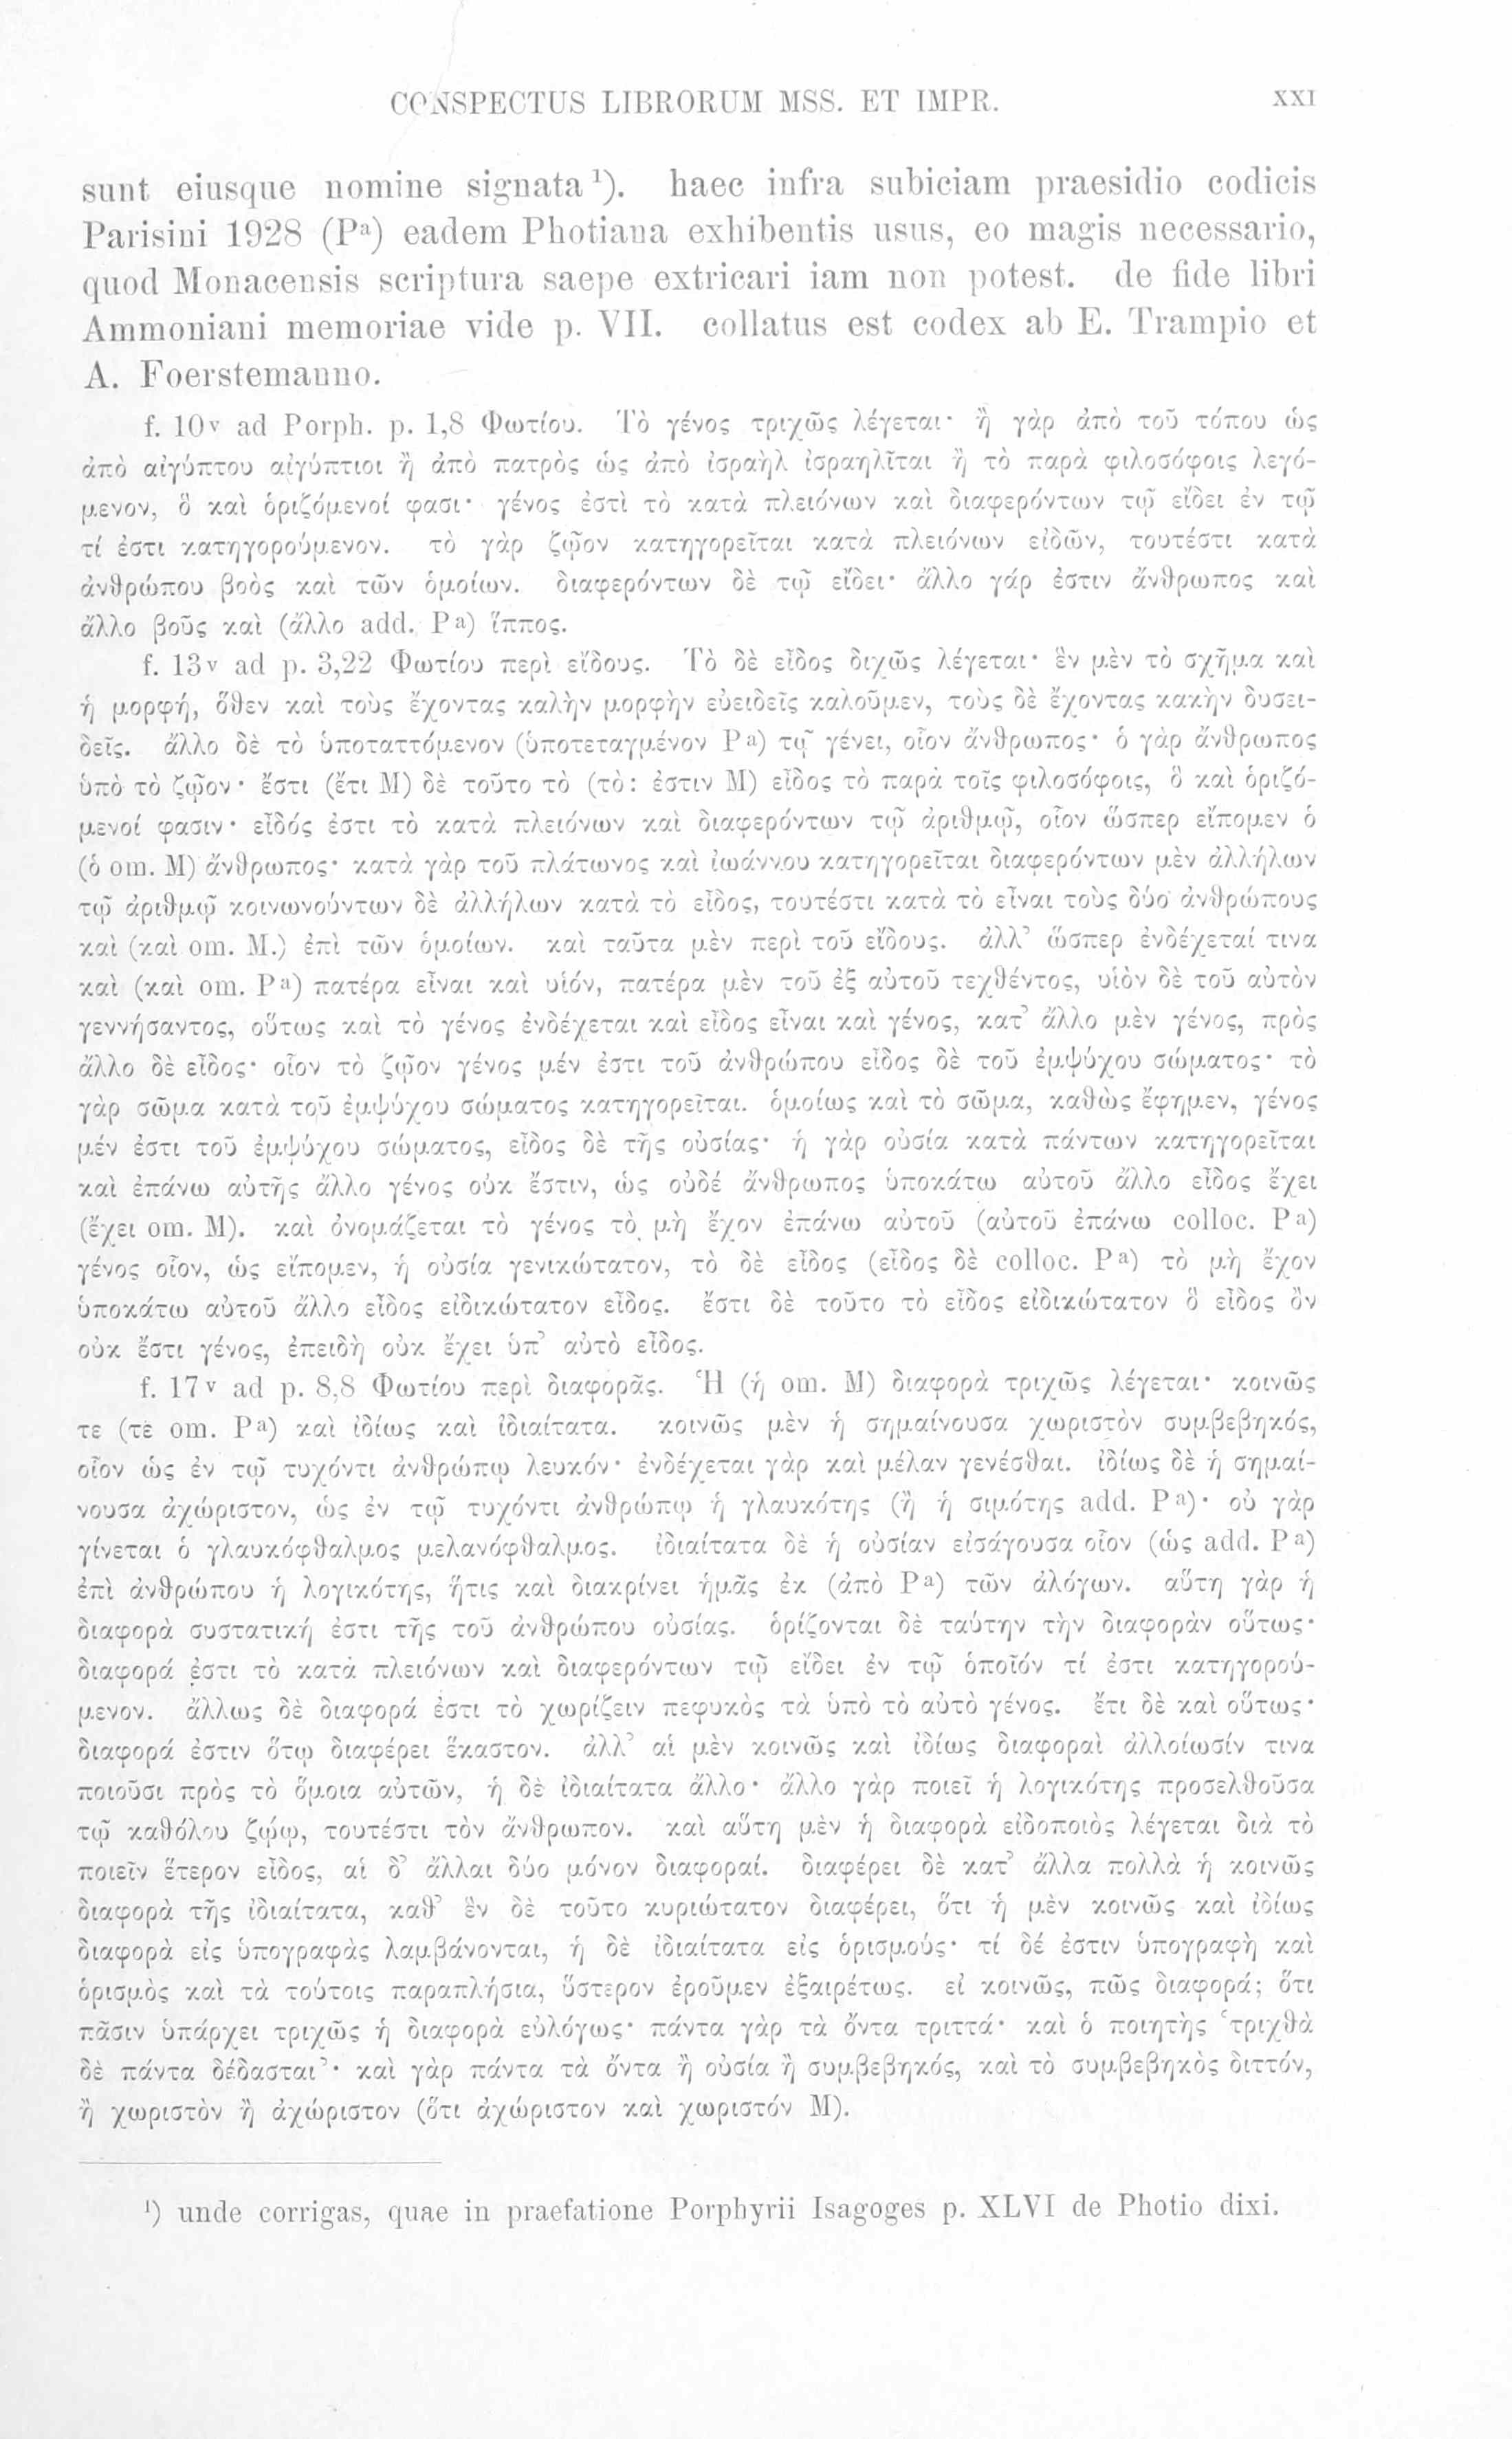 CONSPECTUS LIBRORUM MSS. ET IMPR. XXI
sunt eiusque nomine signata ¹). haec infra subiciam praesidio codicis
Parisini 1928 (Pᵃ) eadem Photiana exhibentis usus, eo magis necessario,
quod Monacensis scriptura saepe extricari iam non potest. de fide libri
Ammoniani memoriae vide p. VII. collatus est codex ab E. Trampio et
A. Foerstemanno.
f. 10ᵛ ad Porph. p. 1,8 Φωτίου. Τὸ γένος τριχῶς λέγεται· ἢ γὰρ ἀπὸ τοῦ τόπου ὡς
ἀπὸ αἰγύπτου αἰγύπτιοι ἢ ἀπὸ πατρὸς ὡς ἀπὸ ἰσραὴλ ἰσραηλῖται ἢ τὸ παρὰ φιλοσόφοις λεγό-
μενον, ὃ καὶ ὁριζόμενοί φασι· γένος ἐστὶ τὸ κατὰ πλειόνων καὶ διαφερόντων τῷ εἴδει ἐν τῷ
τί ἐστι κατηγορούμενον. τὸ γὰρ ζῷον κατηγορεῖται κατὰ πλειόνων εἰδῶν, τουτέστι κατὰ
ἀνθρώπου βοὸς καὶ τῶν ὁμοίων. διαφερόντων δὲ τῷ εἴδει· ἄλλο γάρ ἐστιν ἄνθρωπος καὶ
ἄλλο βοῦς καὶ (ἄλλο add. Pᵃ) ἵππος.
f. 13ᵛ ad p. 3,22 Φωτίου περὶ εἴδους. Τὸ δὲ εἶδος διχῶς λέγεται· ἓν μὲν τὸ σχῆμα καὶ
ἡ μορφή, ὅθεν καὶ τοὺς ἔχοντας καλὴν μορφὴν εὐειδεῖς καλοῦμεν, τοὺς δὲ ἔχοντας κακὴν δυσει-
δεῖς. ἄλλο δὲ τὸ ὑποταττόμενον (ὑποτεταγμένον Pᵃ) τῷ γένει, οἷον ἄνθρωπος· ὁ γὰρ ἄνθρωπος
ὑπὸ τὸ ζῷον· ἔστι (ἔτι M) δὲ τοῦτο τὸ (τὸ: ἐστιν M) εἶδος τὸ παρὰ τοῖς φιλοσόφοις, ὃ καὶ ὁριζό-
μενοί φασιν· εἶδός ἐστι τὸ κατὰ πλειόνων καὶ διαφερόντων τῷ ἀριθμῷ, οἷον ὥσπερ εἴπομεν ὁ
(ὁ om. M) ἄνθρωπος· κατὰ γὰρ τοῦ πλάτωνος καὶ ἰωάννου κατηγορεῖται διαφερόντων μὲν ἀλλήλων
τῷ ἀριθμῷ κοινωνούντων δὲ ἀλλήλων κατὰ τὸ εἶδος, τουτέστι κατὰ τὸ εἶναι τοὺς δύο ἀνθρώπους
καὶ (καὶ om. M.) ἐπὶ τῶν ὁμοίων. καὶ ταῦτα μὲν περὶ τοῦ εἴδους. ἀλλ’ ὥσπερ ἐνδέχεταί τινα
καὶ (καὶ om. Pᵃ) πατέρα εἶναι καὶ υἱόν, πατέρα μὲν τοῦ ἐξ αὐτοῦ τεχθέντος, υἱὸν δὲ τοῦ αὐτὸν
γεννήσαντος, οὕτως καὶ τὸ γένος ἐνδέχεται καὶ εἶδος εἶναι καὶ γένος, κατ’ ἄλλο μὲν γένος, πρὸς
ἄλλο δὲ εἶδος· οἷον τὸ ζῷον γένος μέν ἐστι τοῦ ἀνθρώπου εἶδος δὲ τοῦ ἐμψύχου σώματος· τὸ
γὰρ σῶμα κατὰ τοῦ ἐμψύχου σώματος κατηγορεῖται. ὁμοίως καὶ τὸ σῶμα, καθὼς ἔφημεν, γένος
μέν ἐστι τοῦ ἐμψύχου σώματος, εἶδος δὲ τῆς οὐσίας· ἡ γὰρ οὐσία κατὰ πάντων κατηγορεῖται
καὶ ἐπάνω αὐτῆς ἄλλο γένος οὐκ ἔστιν, ὡς οὐδέ ἄνθρωπος ὑποκάτω αὐτοῦ ἄλλο εἶδος ἔχει
(ἔχει om. M). καὶ ὀνομάζεται τὸ γένος τὸ μὴ ἔχον ἐπάνω αὐτοῦ (αὐτοῦ ἐπάνω colloc. Pᵃ)
γένος οἷον, ὡς εἴπομεν, ἡ οὐσία γενικώτατον, τὸ δὲ εἶδος (εἶδος δὲ colloc. Pᵃ) τὸ μὴ ἔχον
ὑποκάτω αὐτοῦ ἄλλο εἶδος εἰδικώτατον εἶδος. ἔστι δὲ τοῦτο τὸ εἶδος εἰδικώτατον ὃ εἶδος ὂν
οὐκ ἔστι γένος, ἐπειδὴ οὐκ ἔχει ὑπ’ αὐτὸ εἶδος.
f. 17ᵛ ad p. 8,8 Φωτίου περὶ διαφορᾶς. Ἡ (ἡ om. M) διαφορὰ τριχῶς λέγεται· κοινῶς
τε (τὲ om. Pᵃ) καὶ ἰδίως καὶ ἰδιαίτατα. κοινῶς μὲν ἡ σημαίνουσα χωριστὸν συμβεβηκός,
οἷον ὡς ἐν τῷ τυχόντι ἀνθρώπῳ λευκόν· ἐνδέχεται γὰρ καὶ μέλαν γενέσθαι. ἰδίως δὲ ἡ σημαί-
νουσα ἀχώριστον, ὡς ἐν τῷ τυχόντι ἀνθρώπῳ ἡ γλαυκότης (ἢ ἡ σιμότης add. Pᵃ)· οὐ γὰρ
γίνεται ὁ γλαυκόφθαλμος μελανόφθαλμος. ἰδιαίτατα δὲ ἡ οὐσίαν εἰσάγουσα οἷον (ὡς add. Pᵃ)
ἐπὶ ἀνθρώπου ἡ λογικότης, ἥτις καὶ διακρίνει ἡμᾶς ἐκ (ἀπὸ Pᵃ) τῶν ἀλόγων. αὕτη γὰρ ἡ
διαφορὰ συστατική ἐστι τῆς τοῦ ἀνθρώπου οὐσίας. ὁρίζονται δὲ ταύτην τὴν διαφορὰν οὕτως·
διαφορά ἐστι τὸ κατὰ πλειόνων καὶ διαφερόντων τῷ εἴδει ἐν τῷ ὁποῖόν τί ἐστι κατηγορού-
μενον. ἄλλως δὲ διαφορά ἐστι τὸ χωρίζειν πεφυκὸς τὰ ὑπὸ τὸ αὐτὸ γένος. ἔτι δὲ καὶ οὕτως·
διαφορά ἐστιν ὅτῳ διαφέρει ἕκαστον. ἀλλ’ αἱ μὲν κοινῶς καὶ ἰδίως διαφοραὶ ἀλλοίωσίν τινα
ποιοῦσι πρὸς τὸ ὅμοια αὐτῶν, ἡ δὲ ἰδιαίτατα ἄλλο· ἄλλο γὰρ ποιεῖ ἡ λογικότης προσελθοῦσα
τῷ καθόλου ζῴῳ, τουτέστι τὸν ἄνθρωπον. καὶ αὕτη μὲν ἡ διαφορὰ εἰδοποιὸς λέγεται διὰ τὸ
ποιεῖν ἕτερον εἶδος, αἱ δ’ ἄλλαι δύο μόνον διαφοραί. διαφέρει δὲ κατ’ ἄλλα πολλὰ ἡ κοινῶς
διαφορὰ τῆς ἰδιαίτατα, καθ’ ἓν δὲ τοῦτο κυριώτατον διαφέρει, ὅτι ἡ μὲν κοινῶς καὶ ἰδίως
διαφορὰ εἰς ὑπογραφὰς λαμβάνονται, ἡ δὲ ἰδιαίτατα εἰς ὁρισμούς· τί δέ ἐστιν ὑπογραφὴ καὶ
ὁρισμὸς καὶ τὰ τούτοις παραπλήσια, ὕστερον ἐροῦμεν ἐξαιρέτως. εἰ κοινῶς, πῶς διαφορά; ὅτι
πᾶσιν ὑπάρχει τριχῶς ἡ διαφορὰ εὐλόγως· πάντα γὰρ τὰ ὄντα τριττά· καὶ ὁ ποιητὴς ‘τριχθὰ
δὲ πάντα δέδασται’· καὶ γὰρ πάντα τὰ ὄντα ἢ οὐσία ἢ συμβεβηκός, καὶ τὸ συμβεβηκὸς διττόν,
ἢ χωριστὸν ἢ ἀχώριστον (ὅτι ἀχώριστον καὶ χωριστόν M).
¹) unde corrigas, quae in praefatione Porphyrii Isagoges p. XLVI de Photio dixi.